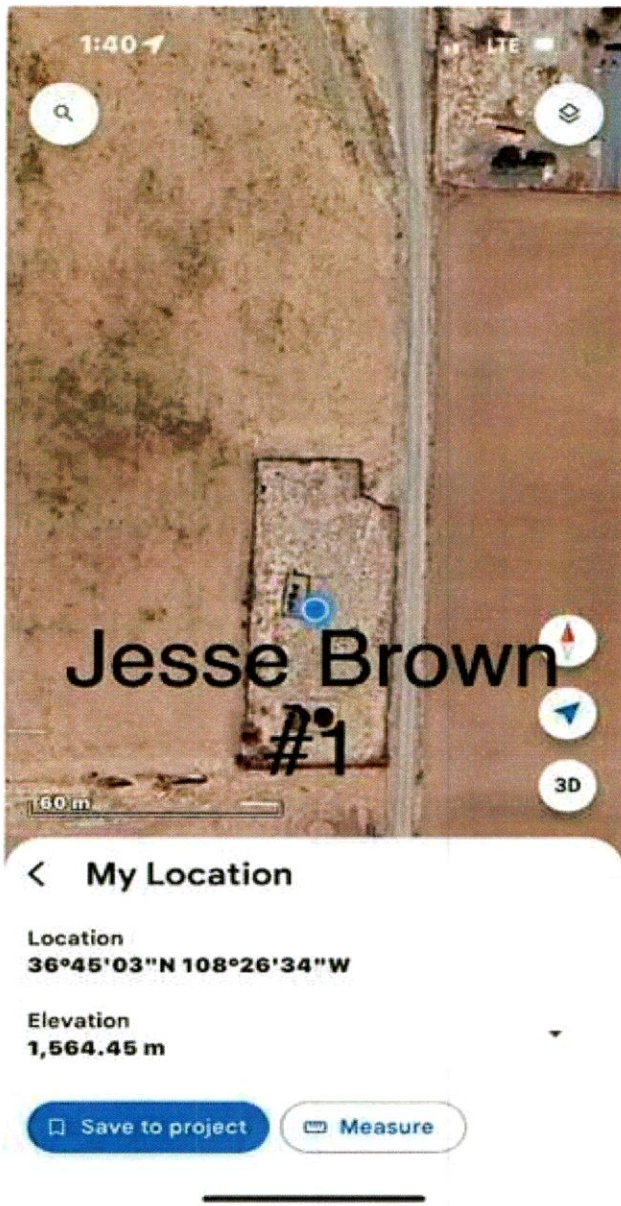 1:40
LTE
Jesse Brown
#1
3D
60 m
My Location
Location
36°45'03"N 108°26'34"W
Elevation
1,564.45 m
Save to project
Measure